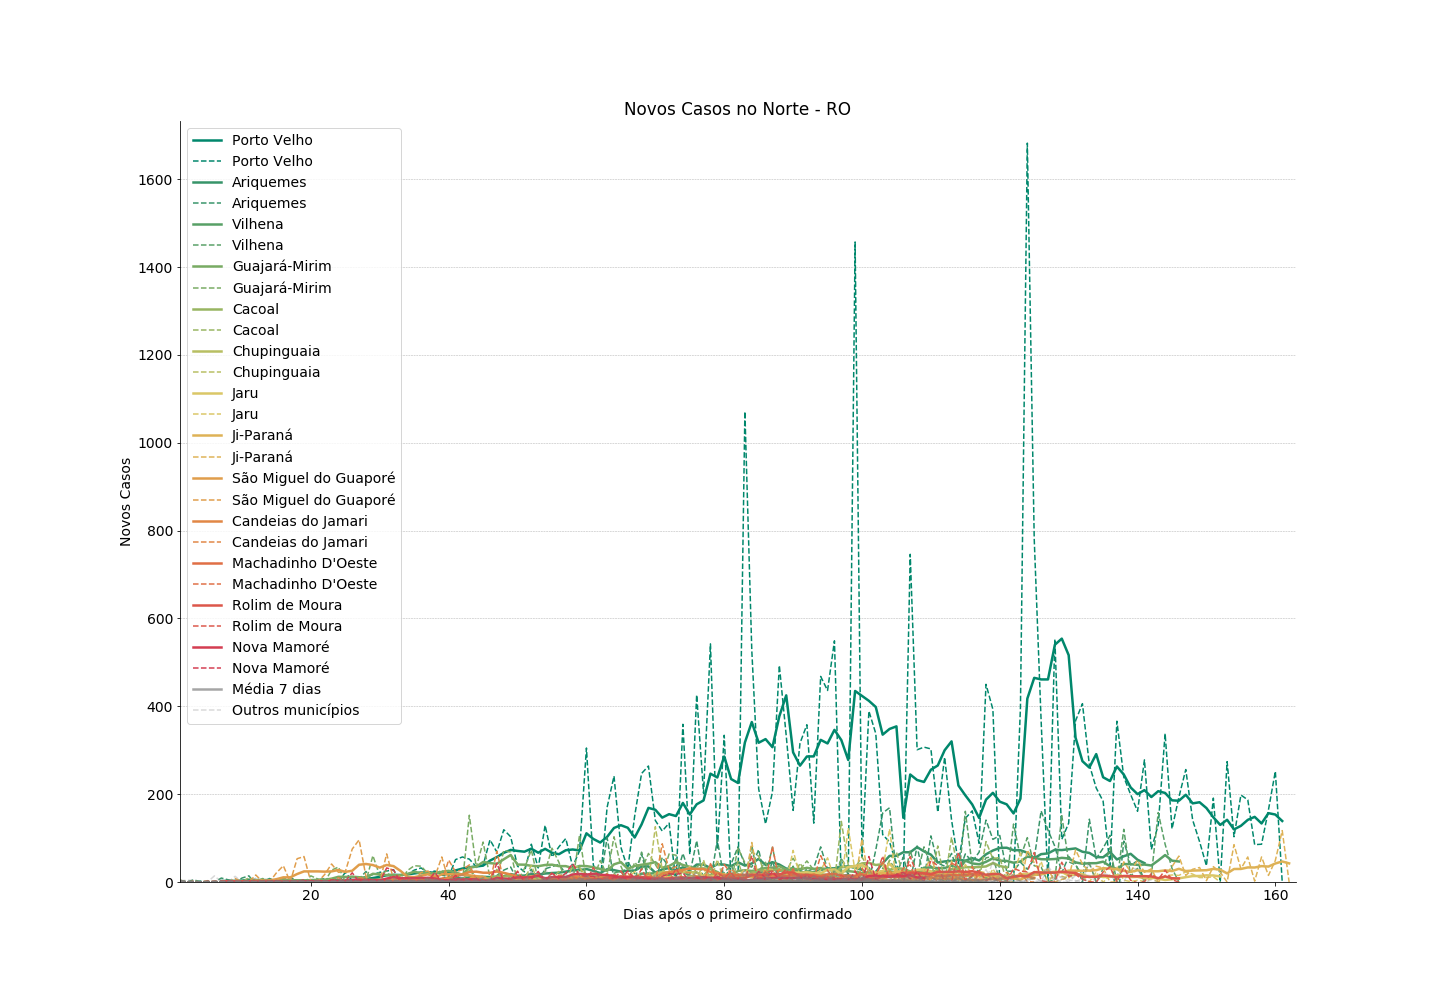 Novos Casos no Norte - RO
Porto Velho
Porto Velho
Ariquemes
Ariquemes
Vilhena
Vilhena
Guajará-Mirim
Guajará-Mirim
Cacoal
Cacoal
Chupinguaia
Chupinguaia
Jaru
Jaru
Ji-Paraná
Ji-Paraná
São Miguel do Guaporé
São Miguel do Guaporé
Candeias do Jamari
Candeias do Jamari
Machadinho D'Oeste
Machadinho D'Oeste
Rolim de Moura
Rolim de Moura
Nova Mamoré
Nova Mamoré
Média 7 dias
Outros municípios
Novos Casos
1600
1400
1200
1000
800
600
400
200
0
20 40 60 80 100 120 140 160
Dias após o primeiro confirmado